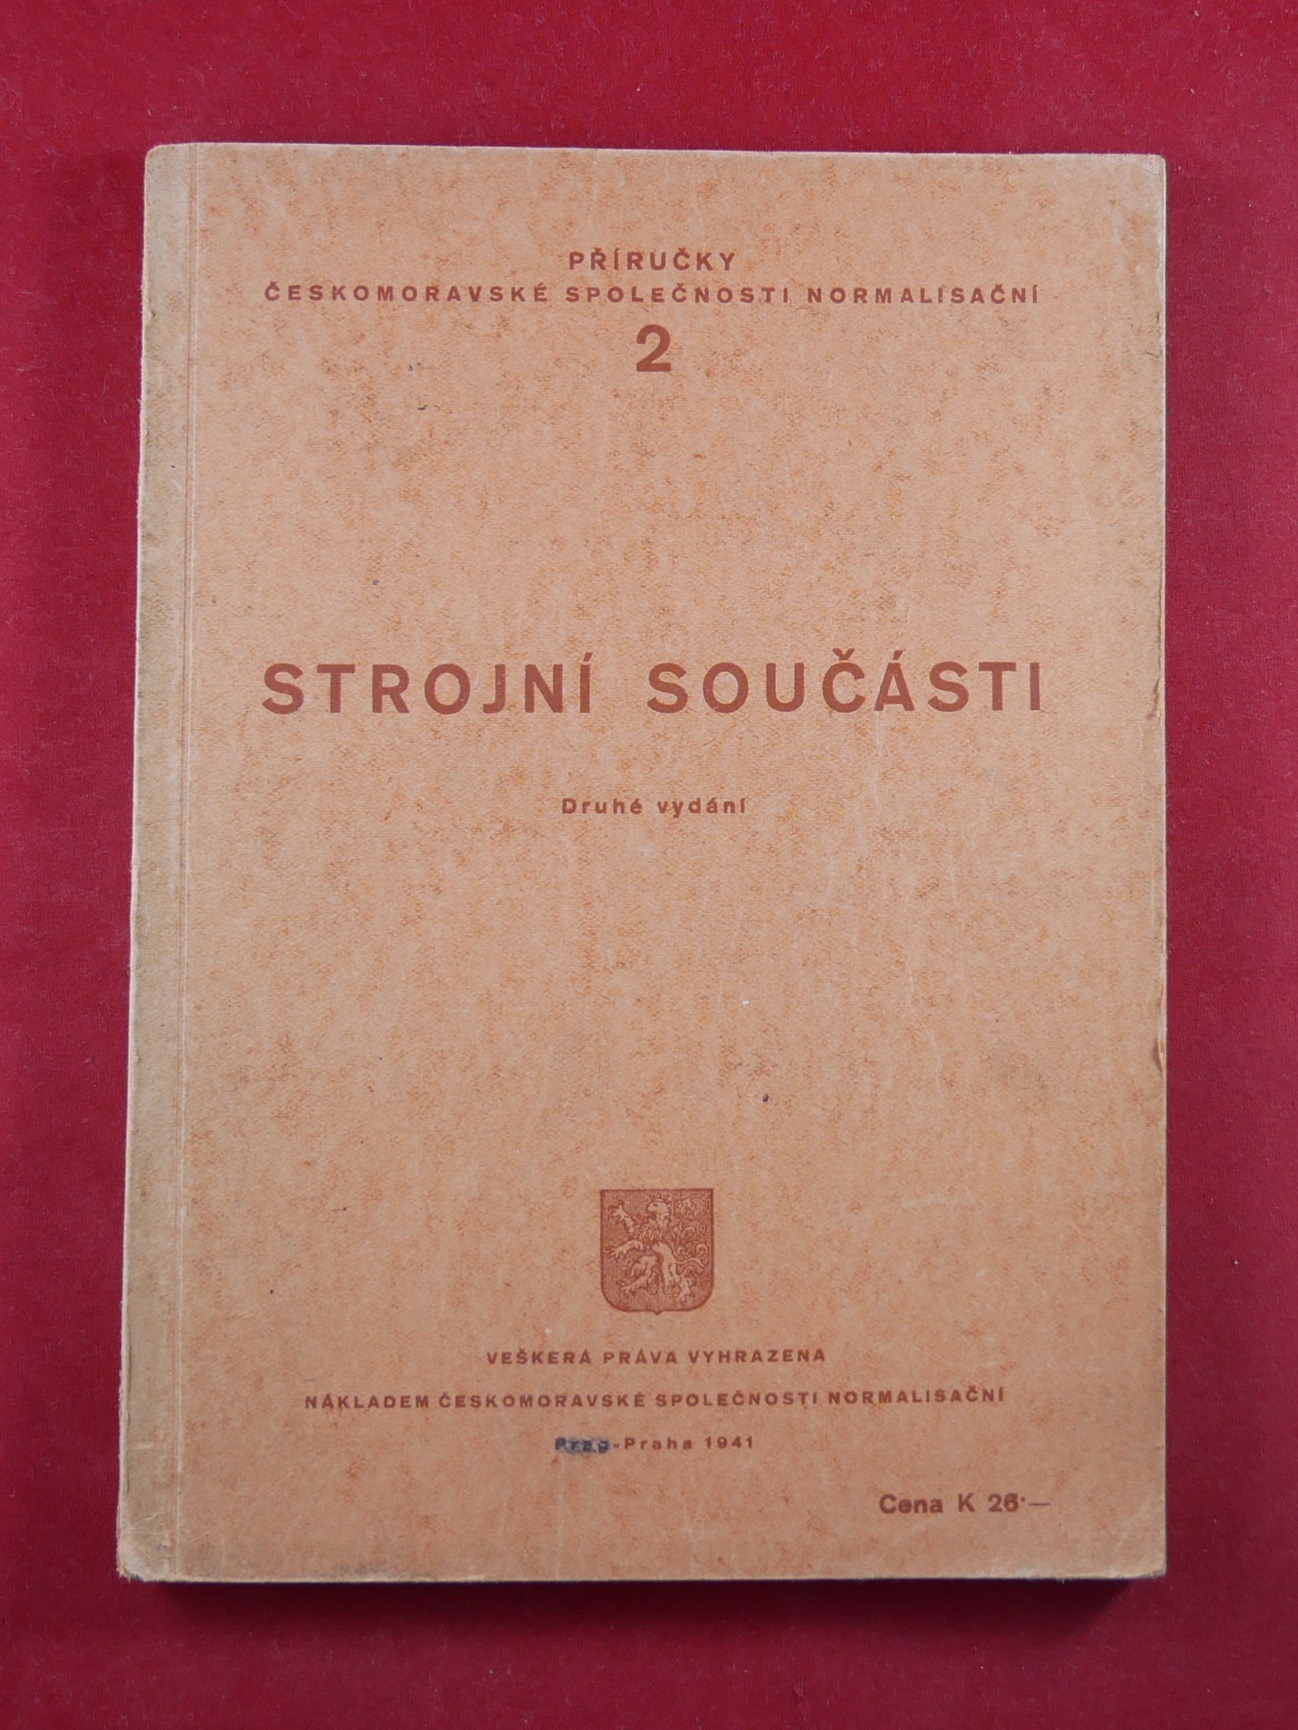 PŘÍRUČKY
ČESKOMORAVSKÉ SPOLEČNOSTI NORMALISAČNÍ
2
STROJNÍ SOUČÁSTI
Druhé vydání
VEŠKERÁ PRÁVA VYHRAZENA
NÁKLADEM ČESKOMORAVSKÉ SPOLEČNOSTI NORMALISAČNÍ
Prag-Praha 1941
Cena K 26·—